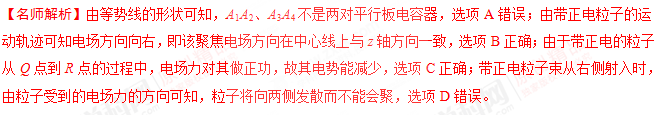 【名师解析】由等势线的形状可知，A₁A₂、A₃A₄不是两对平行板电容器，选项 A 错误；由带正电粒子的运
动轨迹可知电场方向向右，即该聚焦电场方向在中心线上与 z 轴方向一致，选项 B 正确；由于带正电的粒子
从 Q 点到 R 点的过程中，电场力对其做正功，故其电势能减少，选项 C 正确；带正电粒子束从右侧射入时，
由粒子受到的电场力的方向可知，粒子将向两侧发散而不能会聚，选项 D 错误。